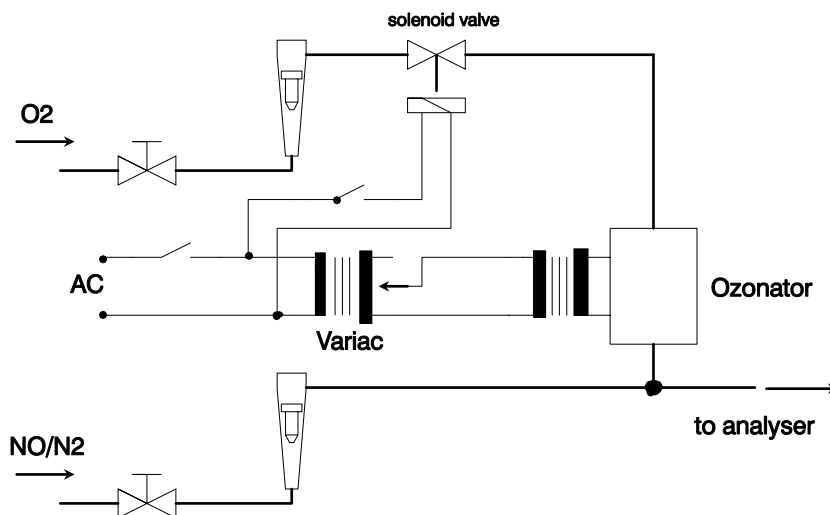 solenoid valve
O2
AC
Variac
Ozonator
NO/N2
to analyser